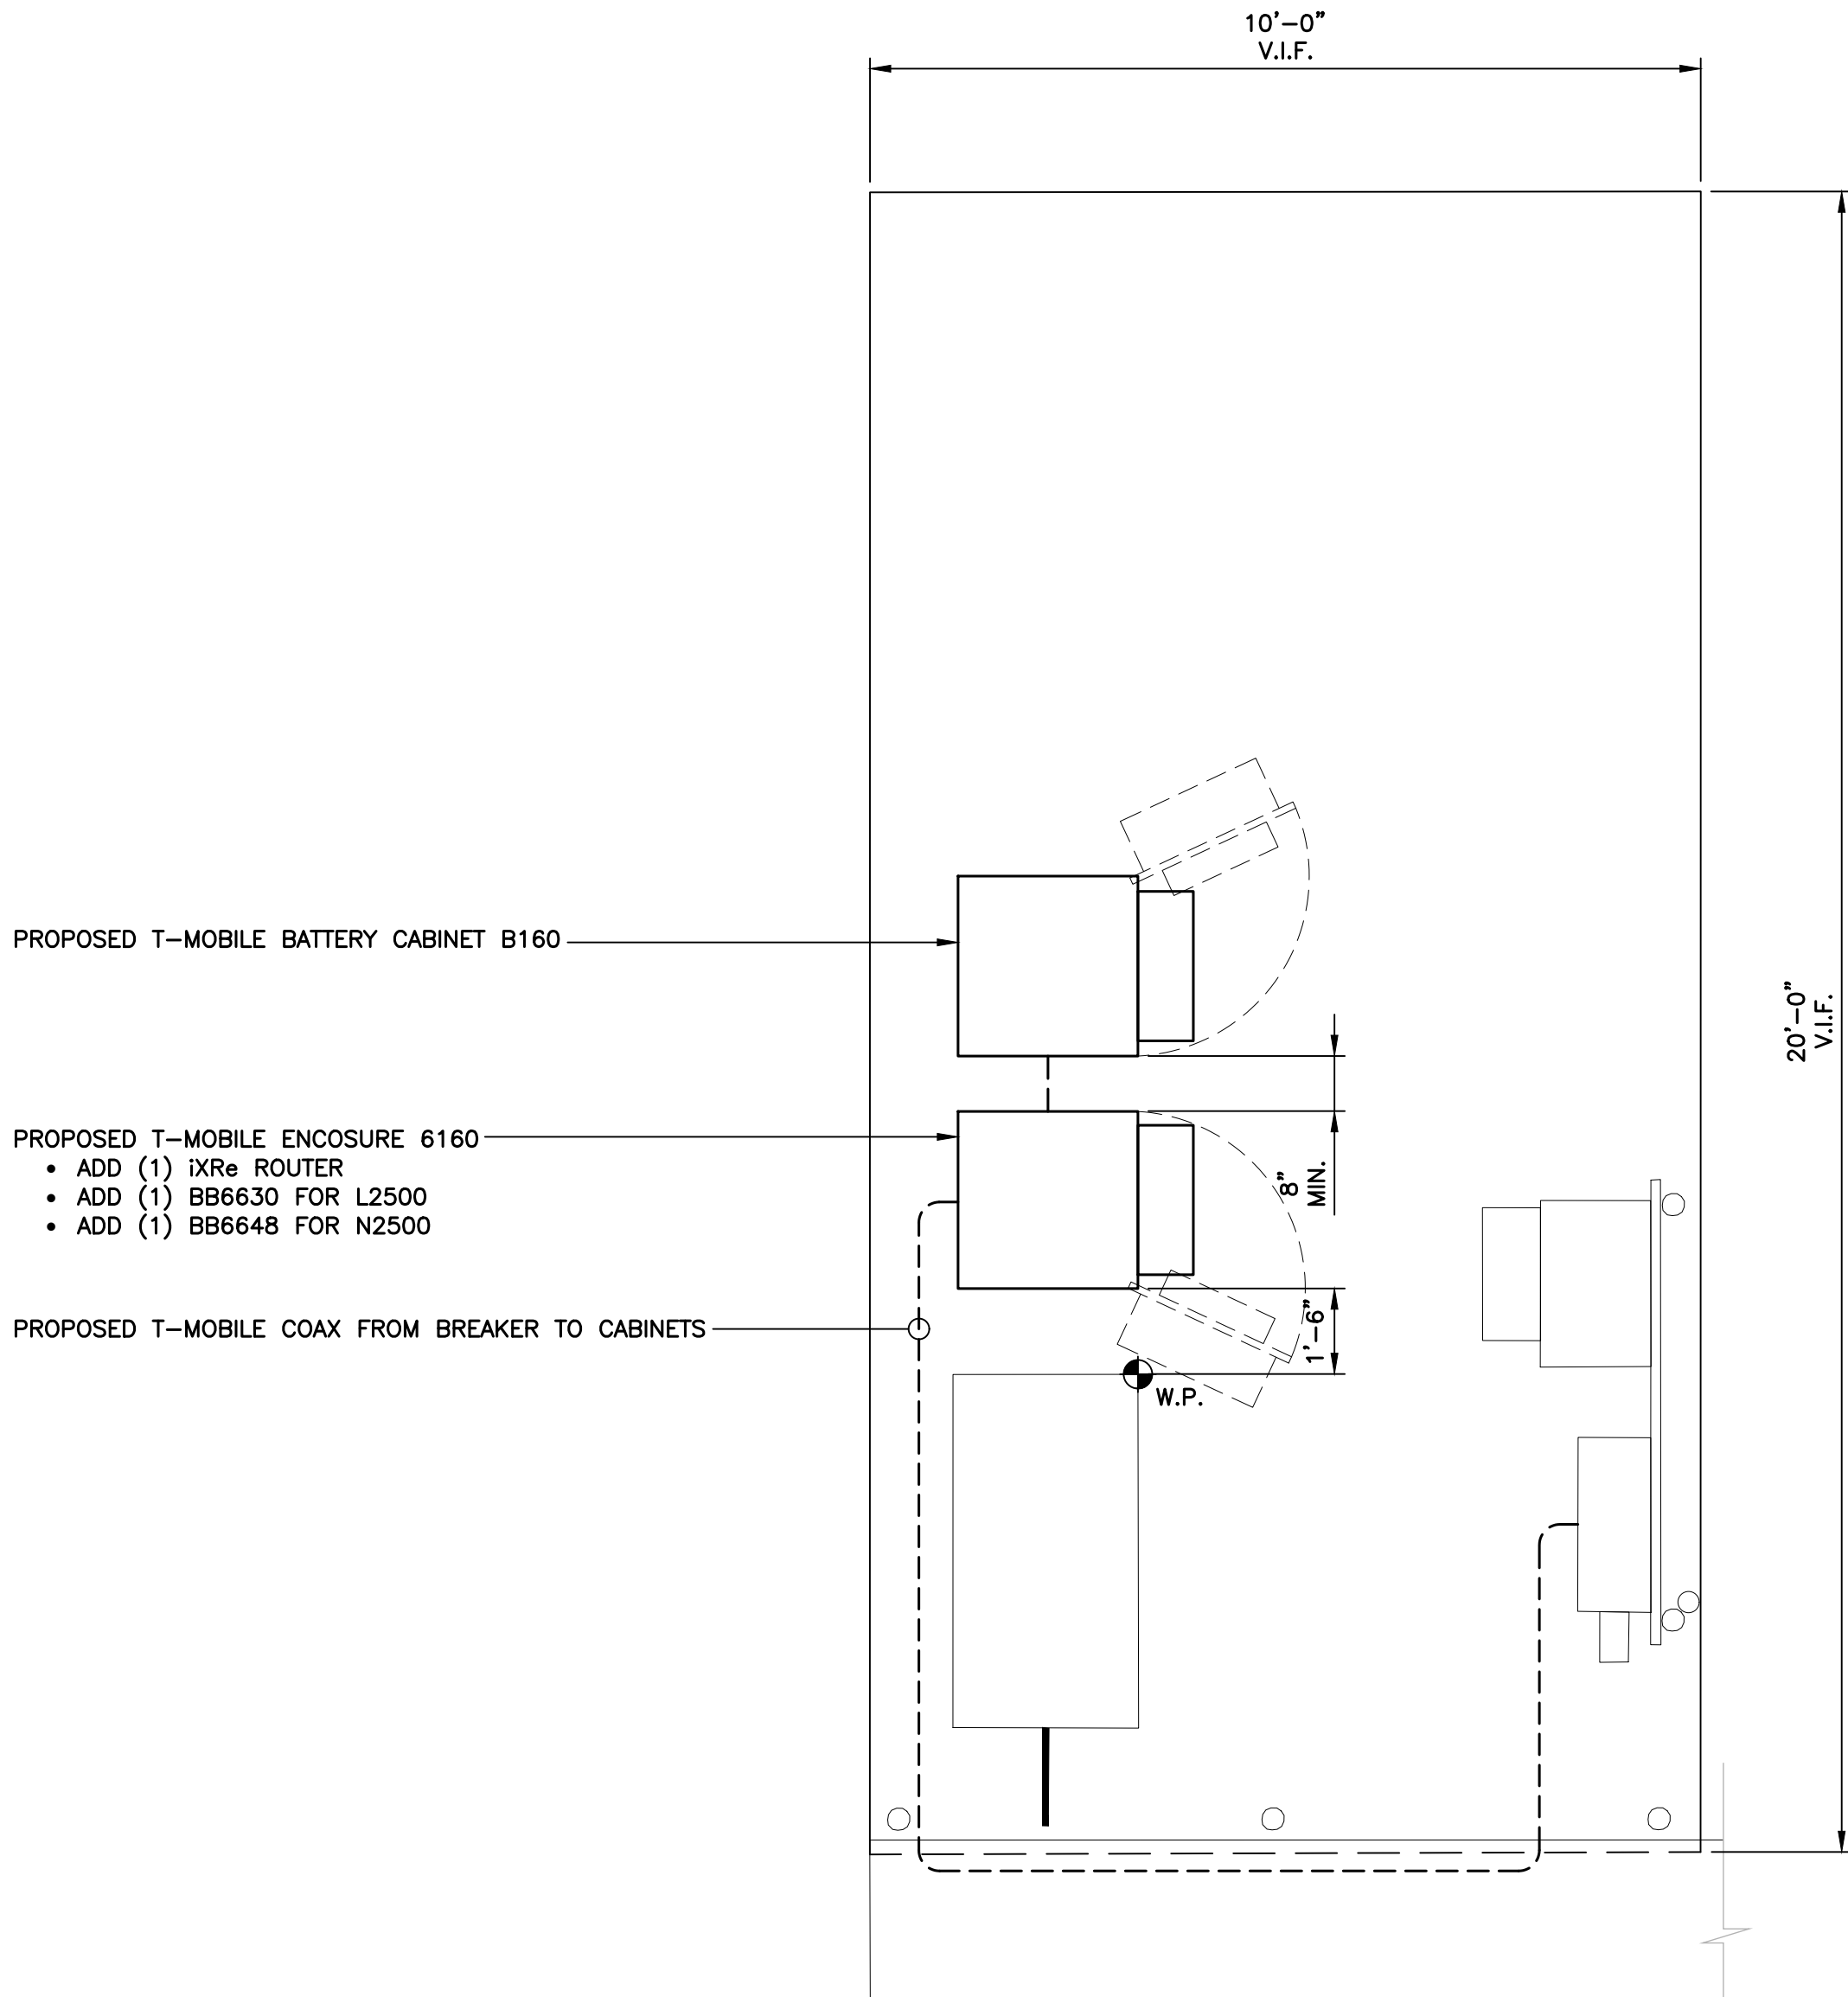 10'-0"
V.I.F.
PROPOSED T-MOBILE BATTERY CABINET B160
20'-0"
V.I.F.
PROPOSED T-MOBILE ENCOSURE 6160
• ADD (1) iXRe ROUTER
• ADD (1) BB6630 FOR L2500
• ADD (1) BB6648 FOR N2500
8"
MIN.
PROPOSED T-MOBILE COAX FROM BREAKER TO CABINETS
1'-6"
W.P.